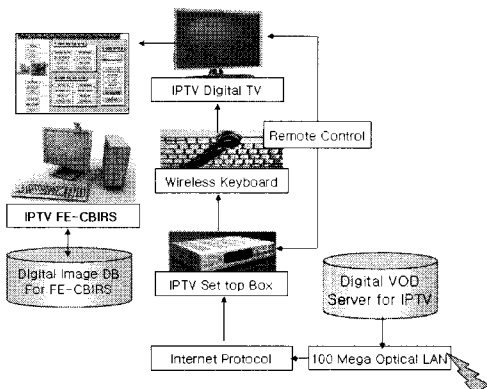 IPTV Digital TV
Remote Control
Wireless Keyboard
IPTV FE-CBIRS
Digital Image DB
For FE-CBIRS
IPTV Set top Box
Digital VOD
Server for IPTV
Internet Protocol
100 Mega Optical LAN